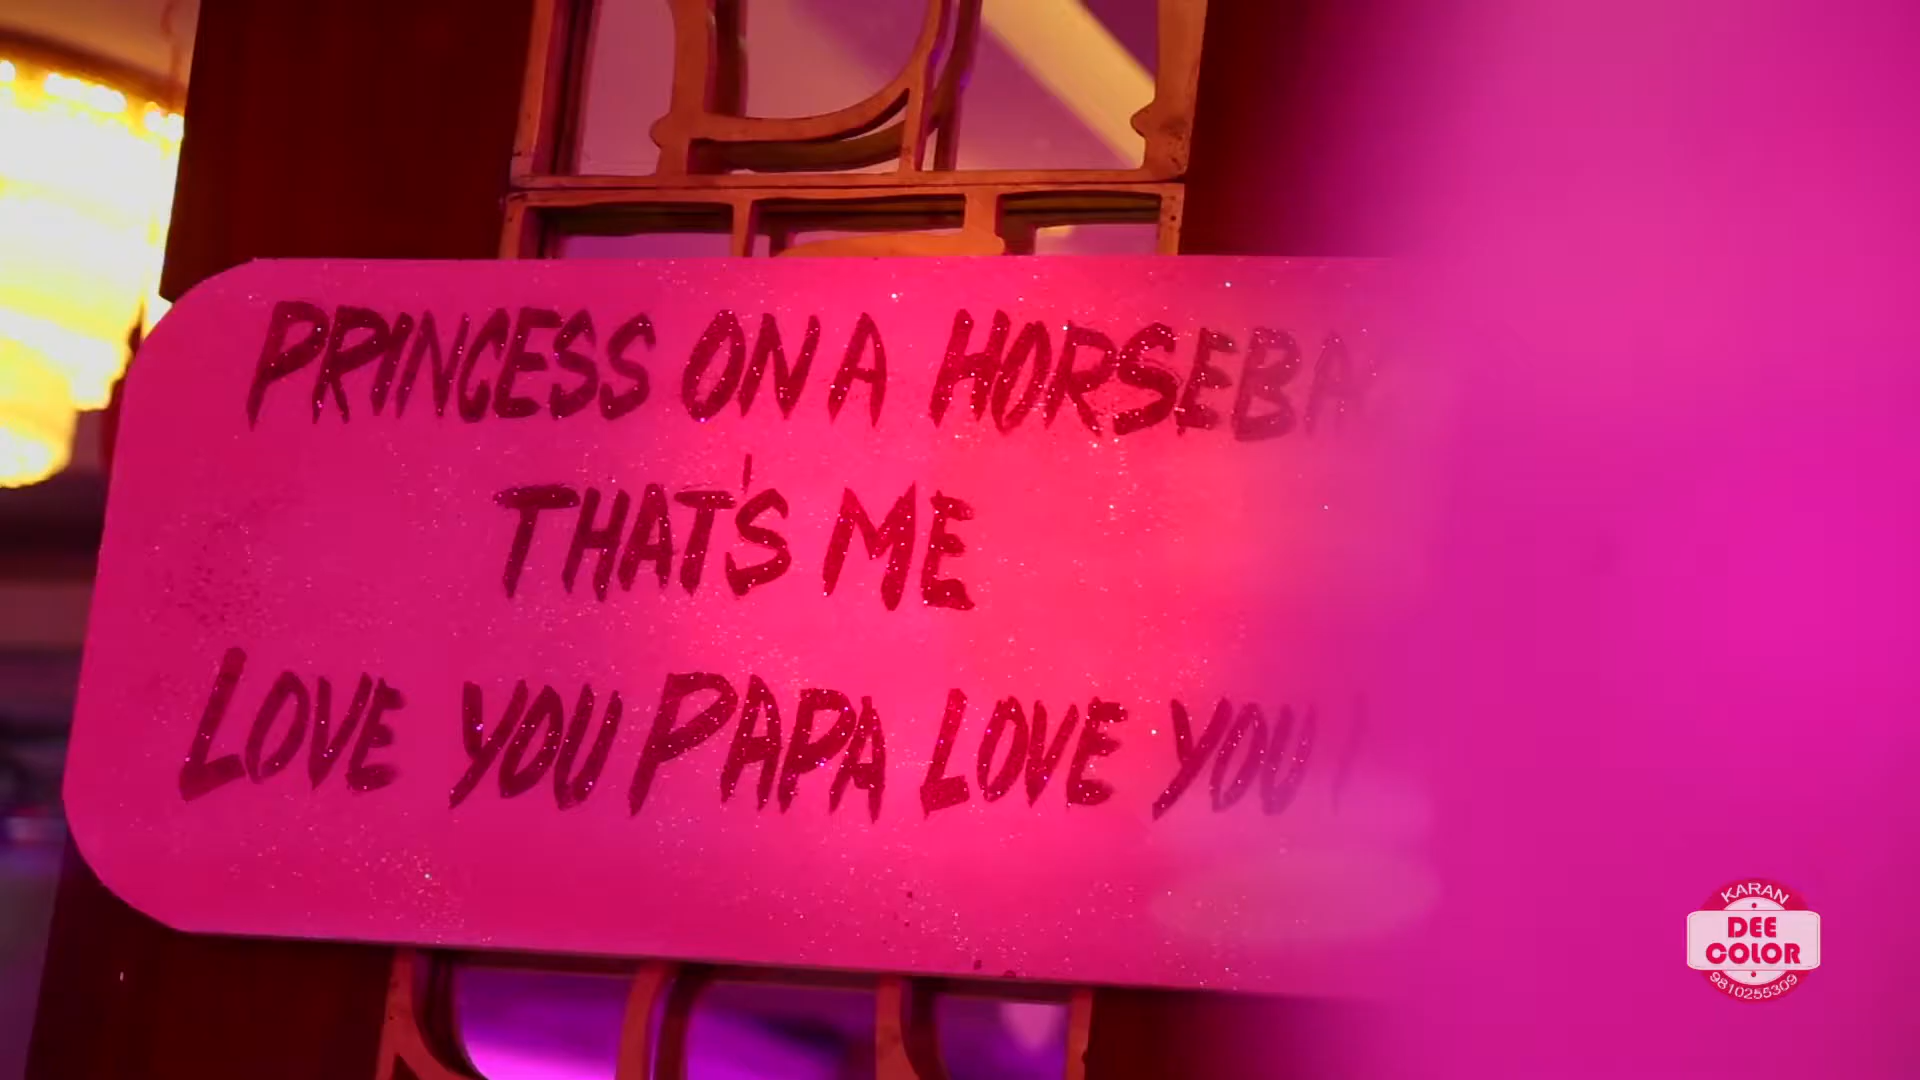 PRINCESS ON A HORSEBA
THAT'S ME
LOVE YOU PAPA LOVE YOU
KARAN
DEE
COLOR
9810255309